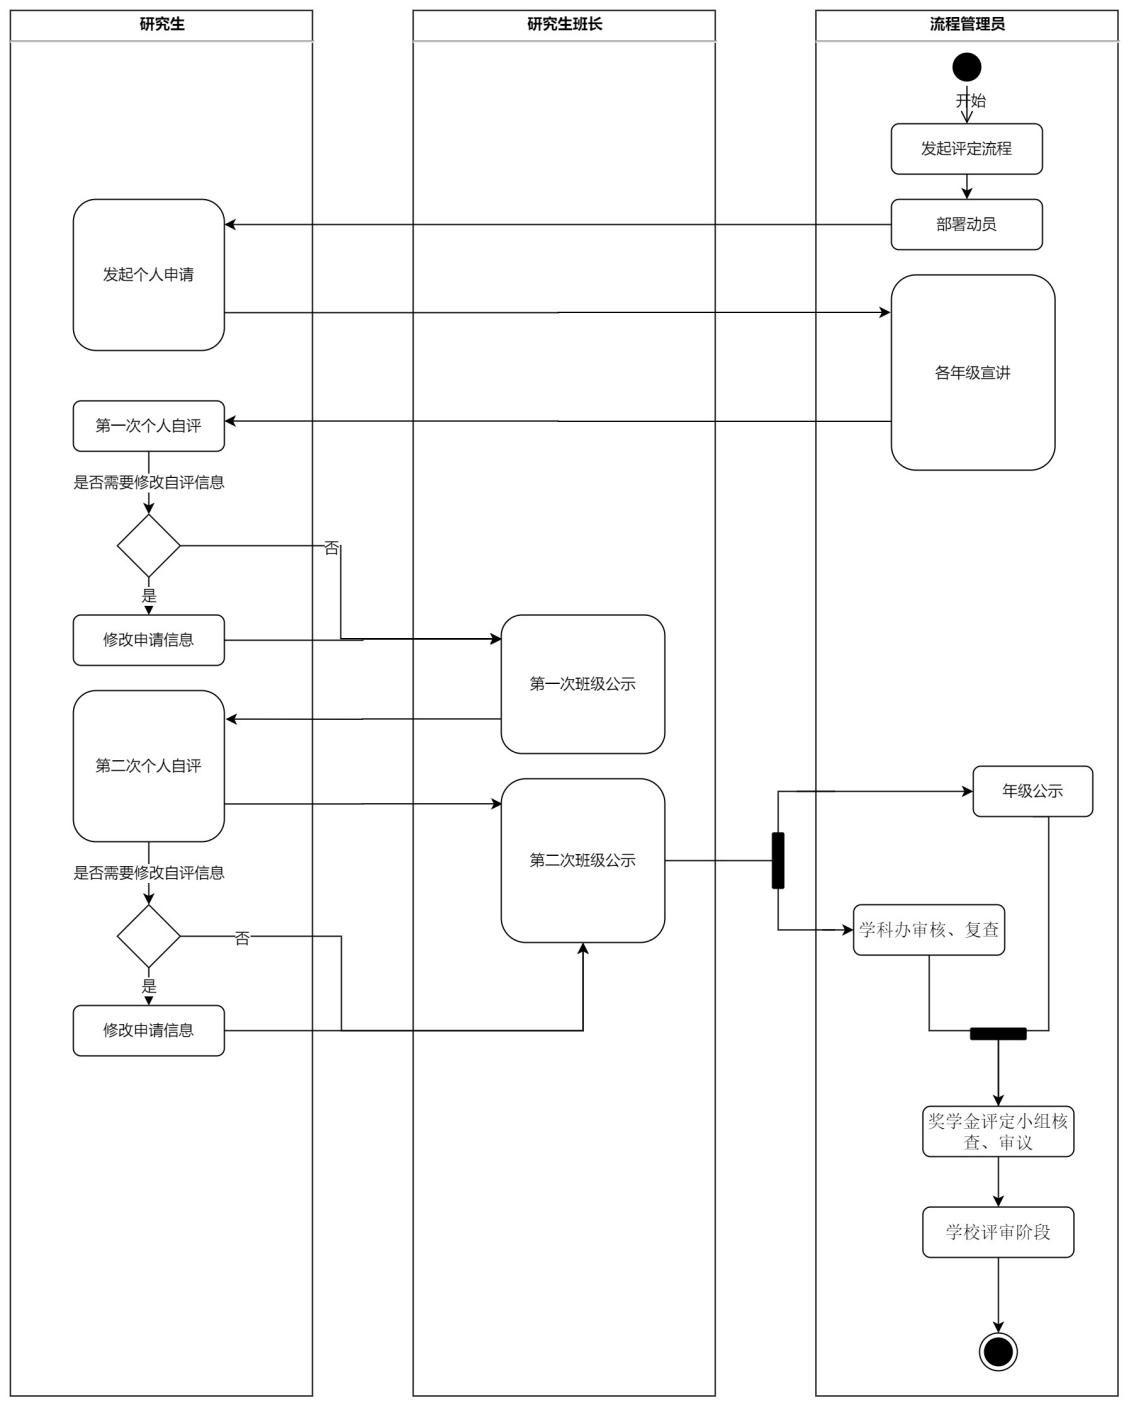 研究生
研究生班长
流程管理员
开始
发起评定流程
部署动员
发起个人申请
各年级宣讲
第一次个人自评
是否需要修改自评信息
否
是
修改申请信息
第一次班级公示
第二次个人自评
年级公示
第二次班级公示
是否需要修改自评信息
学科办审核、复查
否
是
修改申请信息
奖学金评定小组核
查、审议
学校评审阶段